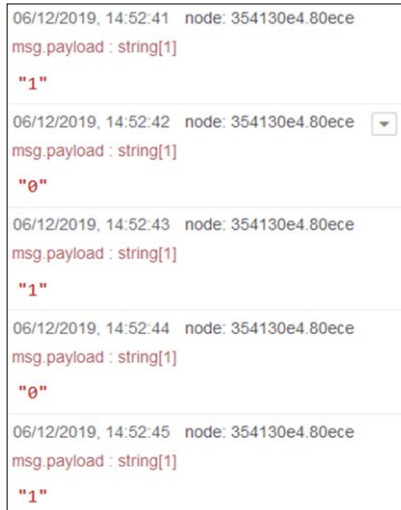 06/12/2019, 14:52:41 node: 354130e4.80ece
msg.payload : string[1]
"1"
06/12/2019, 14:52:42 node: 354130e4.80ece
msg.payload : string[1]
"0"
06/12/2019, 14:52:43 node: 354130e4.80ece
msg.payload : string[1]
"1"
06/12/2019, 14:52:44 node: 354130e4.80ece
msg.payload : string[1]
"0"
06/12/2019, 14:52:45 node: 354130e4.80ece
msg.payload : string[1]
"1"